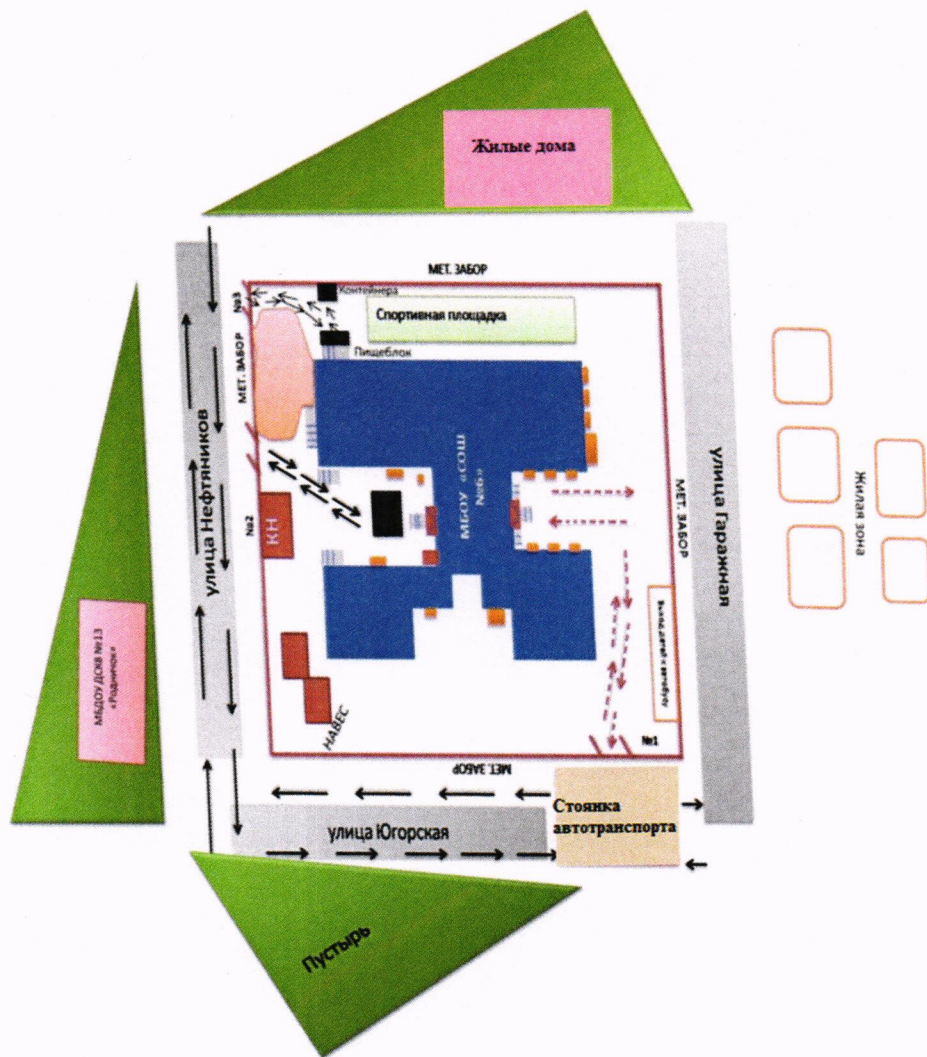 Жилые дома
МЕТ. ЗАБОР
№3
Контейнера
Спортивная площадка
Пищеблок
МЕТ. ЗАБОР
улица Нефтяников
МБОУ «СОШ
№6»
улица Гаражная
МЕТ. ЗАБОР
Жилая зона
№2
КН
МБДОУ ДСКВ №13
«Родничок»
НАВЕС
№1
МЕТ. ЗАБОР
Стоянка
автотранспорта
улица Югорская
Пустырь